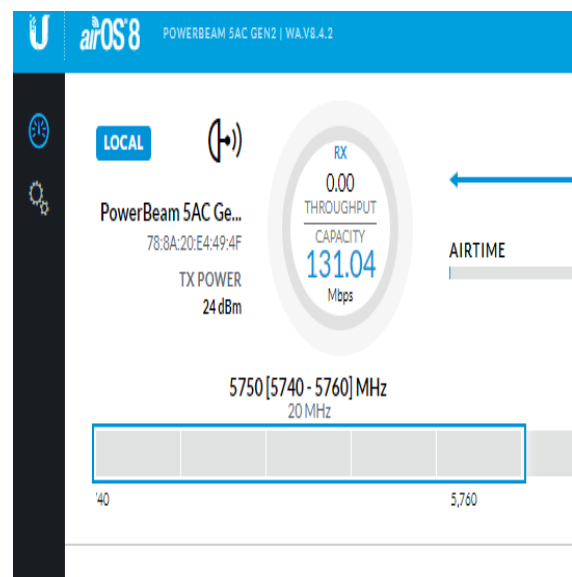 U airOS 8 POWERBEAM 5AC GEN2 | WA.V8.4.2
LOCAL
PowerBeam 5AC Ge...
78:8A:20:E4:49:4F
TX POWER
24 dBm
RX
0.00
THROUGHPUT
CAPACITY
131.04
Mbps
AIRTIME
5750 [5740 - 5760] MHz
20 MHz
'40 5,760